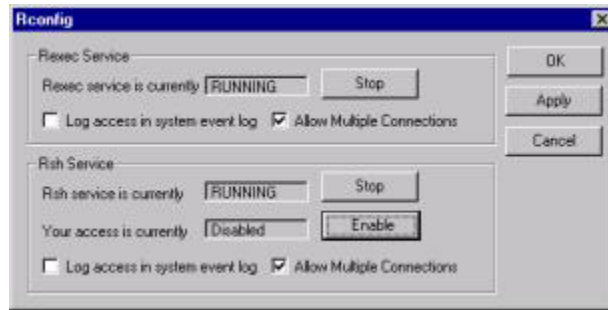 Rconfig
Rexec Service
Rexec service is currently RUNNING Stop
Log access in system event log Allow Multiple Connections
Rsh Service
Rsh service is currently RUNNING Stop
Your access is currently Disabled Enable
Log access in system event log Allow Multiple Connections
OK
Apply
Cancel